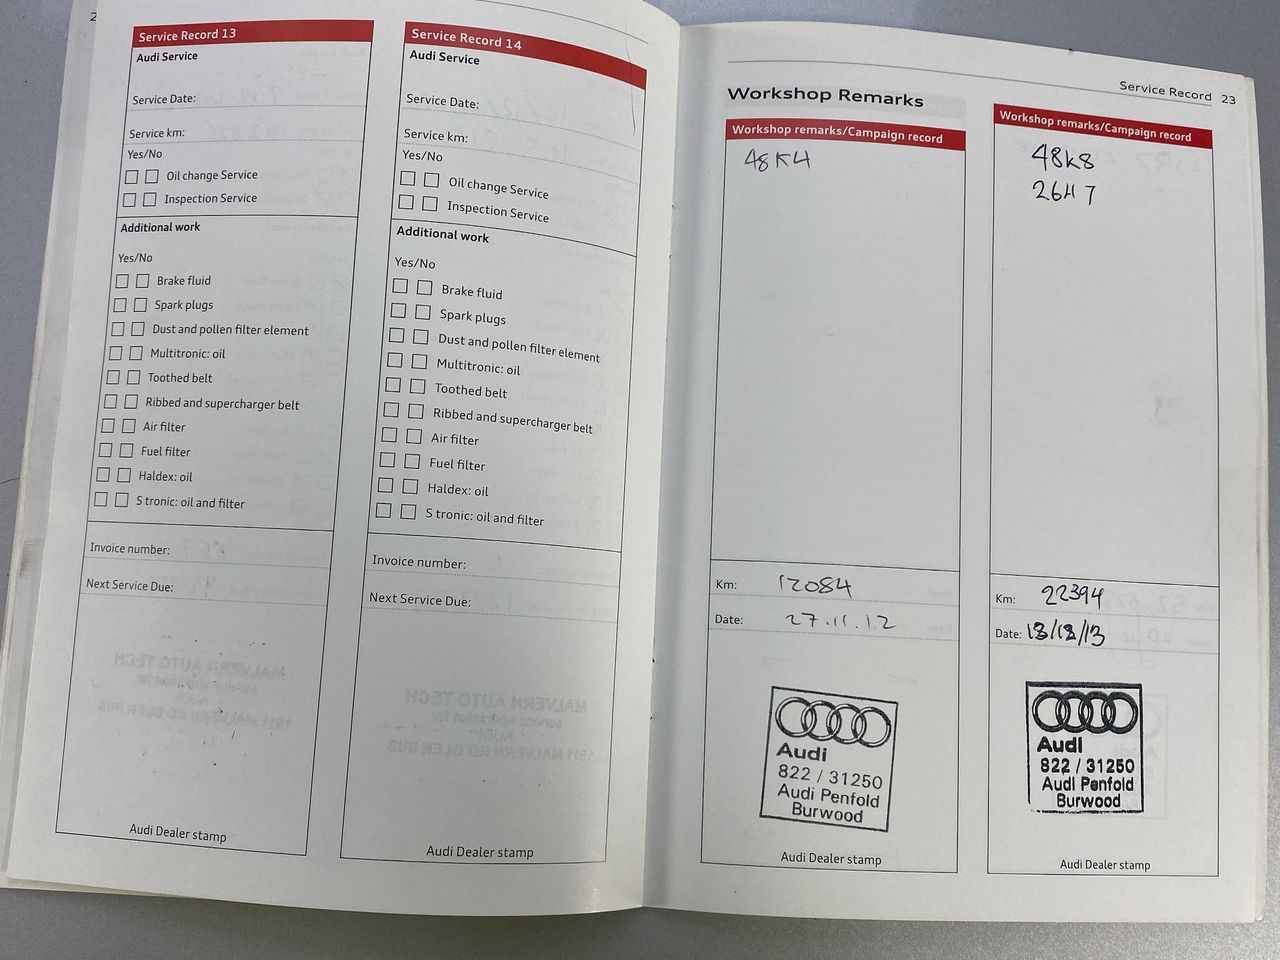 Service Record 13
Audi Service
Service Date:
Service km:
Yes/No
Oil change Service
Inspection Service
Additional work
Yes/No
Brake fluid
Spark plugs
Dust and pollen filter element
Multitronic: oil
Toothed belt
Ribbed and supercharger belt
Air filter
Fuel filter
Haldex: oil
S tronic: oil and filter
Invoice number:
Next Service Due:
Audi Dealer stamp
Service Record 14
Audi Service
Service Date:
Service km:
Yes/No
Oil change Service
Inspection Service
Additional work
Yes/No
Brake fluid
Spark plugs
Dust and pollen filter element
Multitronic: oil
Toothed belt
Ribbed and supercharger belt
Air filter
Fuel filter
Haldex: oil
S tronic: oil and filter
Invoice number:
Next Service Due:
Audi Dealer stamp
Service Record 23
Workshop Remarks
Workshop remarks/Campaign record
48K4
Km: 12084
Date: 27.11.12
Audi
822 / 31250
Audi Penfold
Burwood
Audi Dealer stamp
Workshop remarks/Campaign record
48K8
26H7
Km: 22394
Date: 18/12/13
Audi
822 / 31250
Audi Penfold
Burwood
Audi Dealer stamp